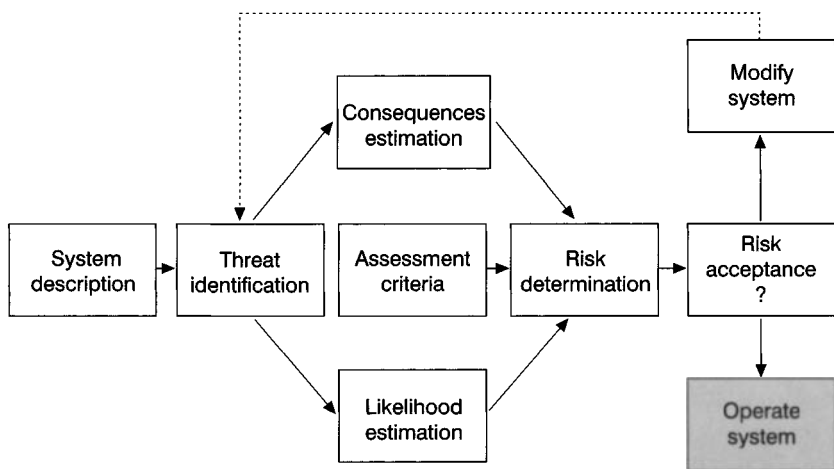 Modify
system
Consequences
estimation
System
description
Threat
identification
Assessment
criteria
Risk
determination
Risk
acceptance
?
Likelihood
estimation
Operate
system